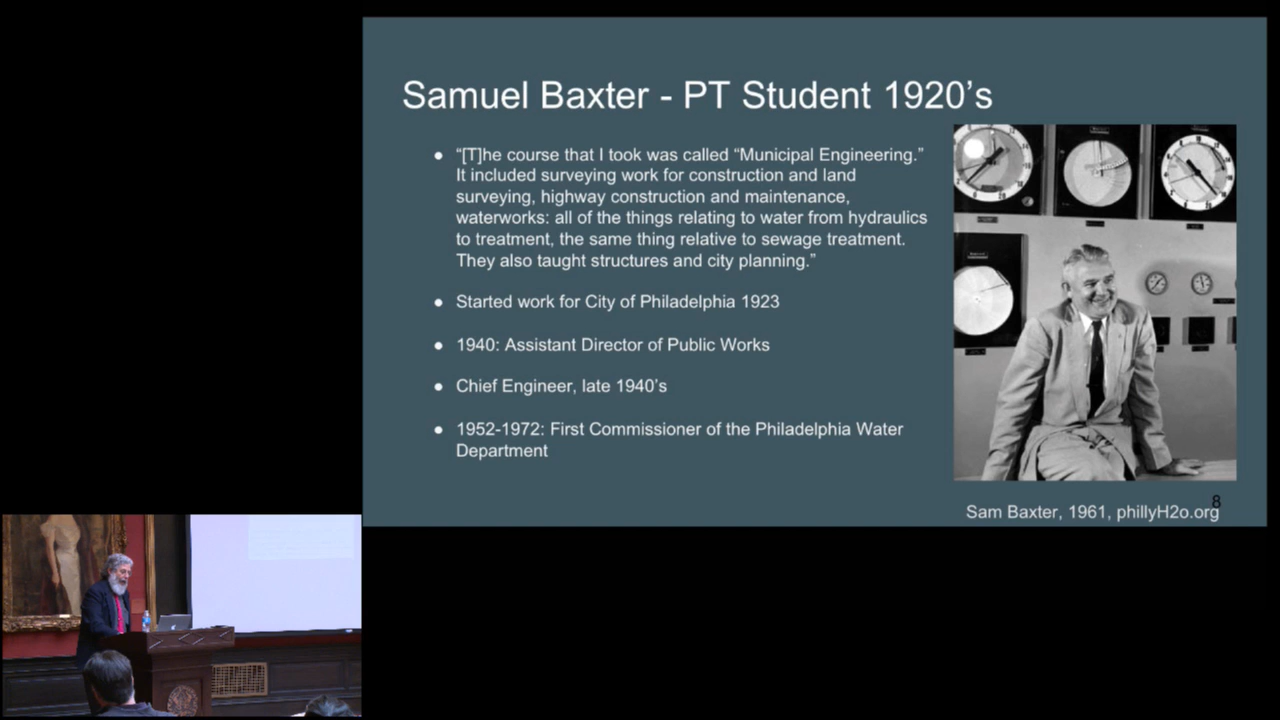 Samuel Baxter - PT Student 1920's
● "[T]he course that I took was called "Municipal Engineering."
It included surveying work for construction and land
surveying, highway construction and maintenance,
waterworks: all of the things relating to water from hydraulics
to treatment, the same thing relative to sewage treatment.
They also taught structures and city planning."
● Started work for City of Philadelphia 1923
● 1940: Assistant Director of Public Works
● Chief Engineer, late 1940's
● 1952-1972: First Commissioner of the Philadelphia Water
Department
8
Sam Baxter, 1961, phillyH2o.org